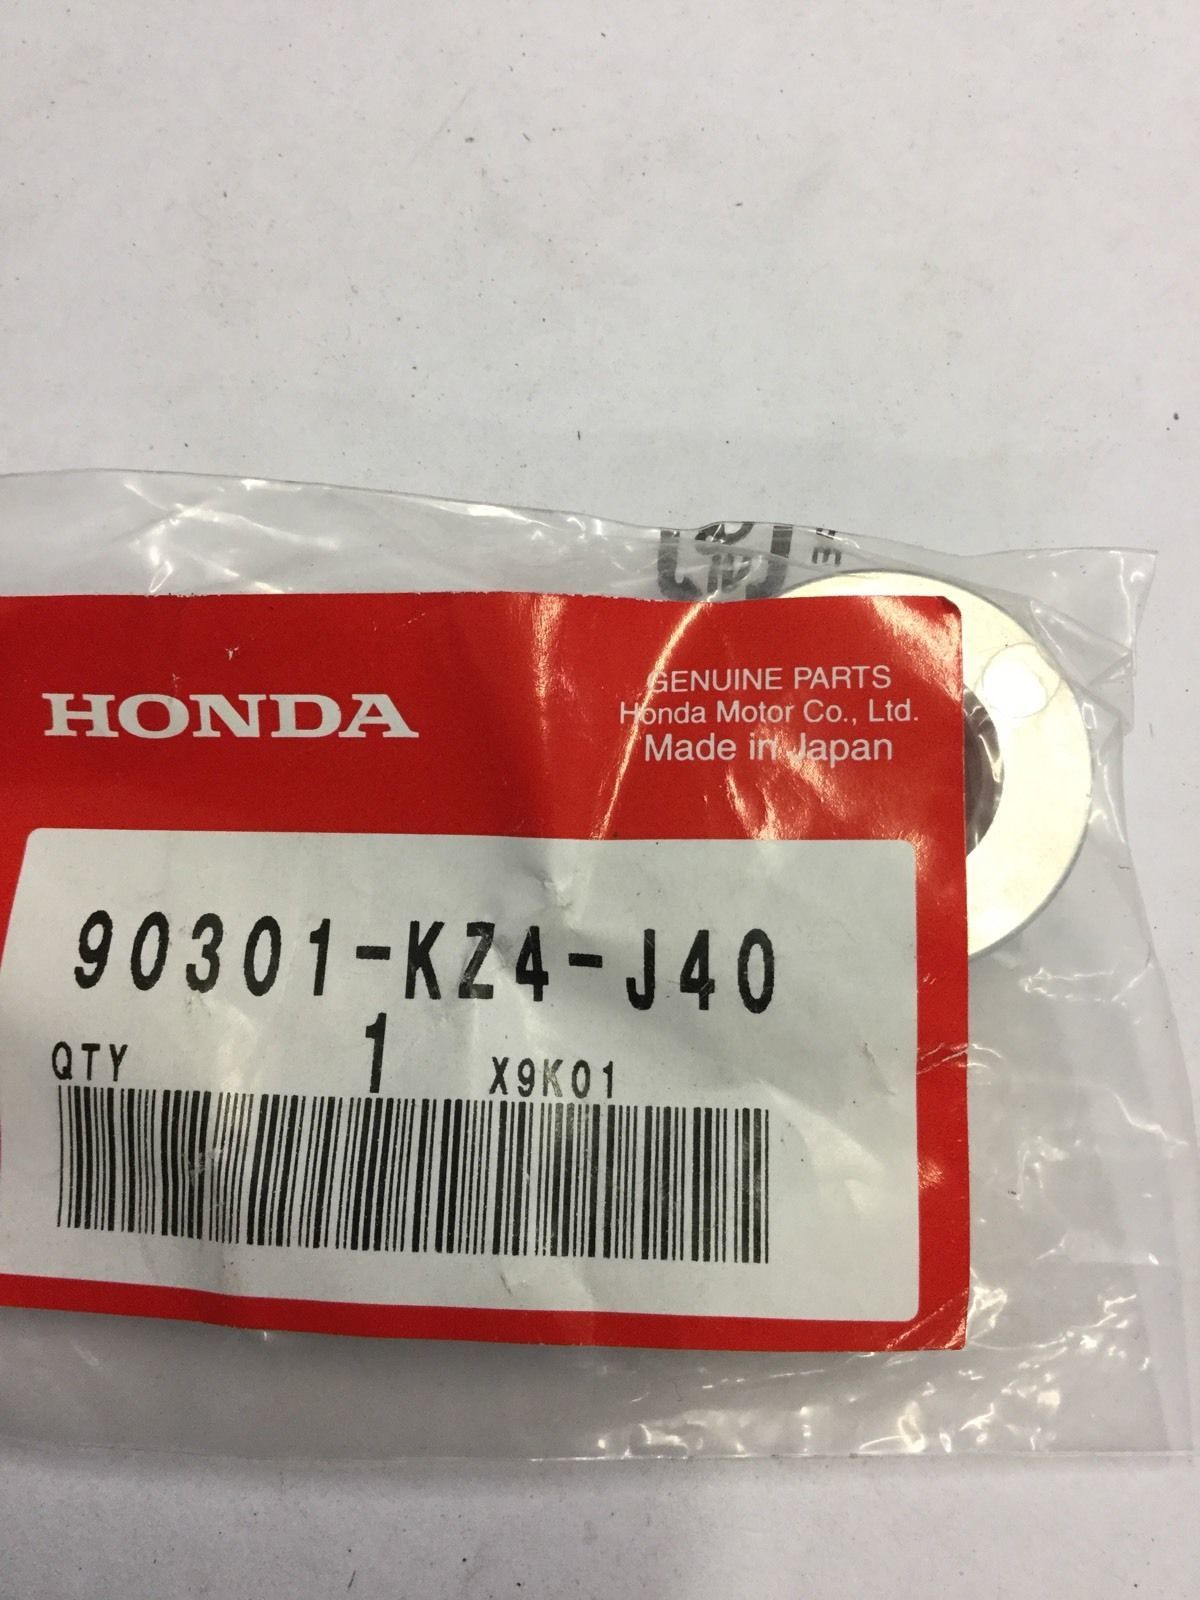 HONDA
GENUINE PARTS
Honda Motor Co., Ltd.
Made in Japan
90301-KZ4-J40
QTY 1 X9K01